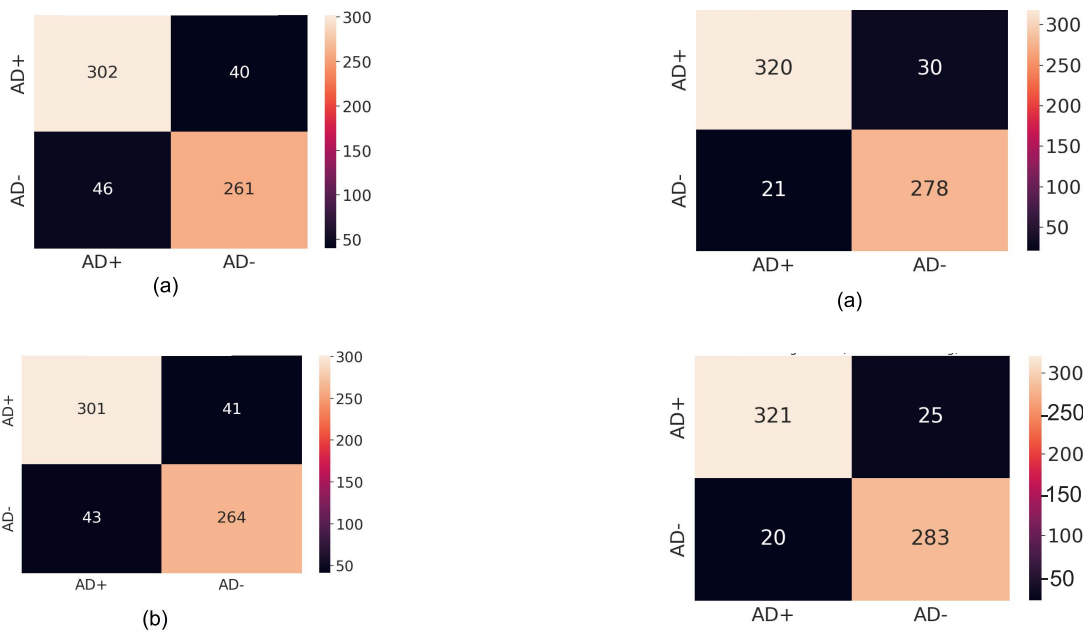 AD+ 302 40
AD- 46 261
AD+ AD-
300
250
200
150
100
50
(a)
AD+ 320 30
AD- 21 278
AD+ AD-
300
250
200
150
100
50
(a)
AD+ 301 41
AD- 43 264
AD+ AD-
300
250
200
150
100
50
(b)
AD+ 321 25
AD- 20 283
AD+ AD-
300
250
200
150
100
50